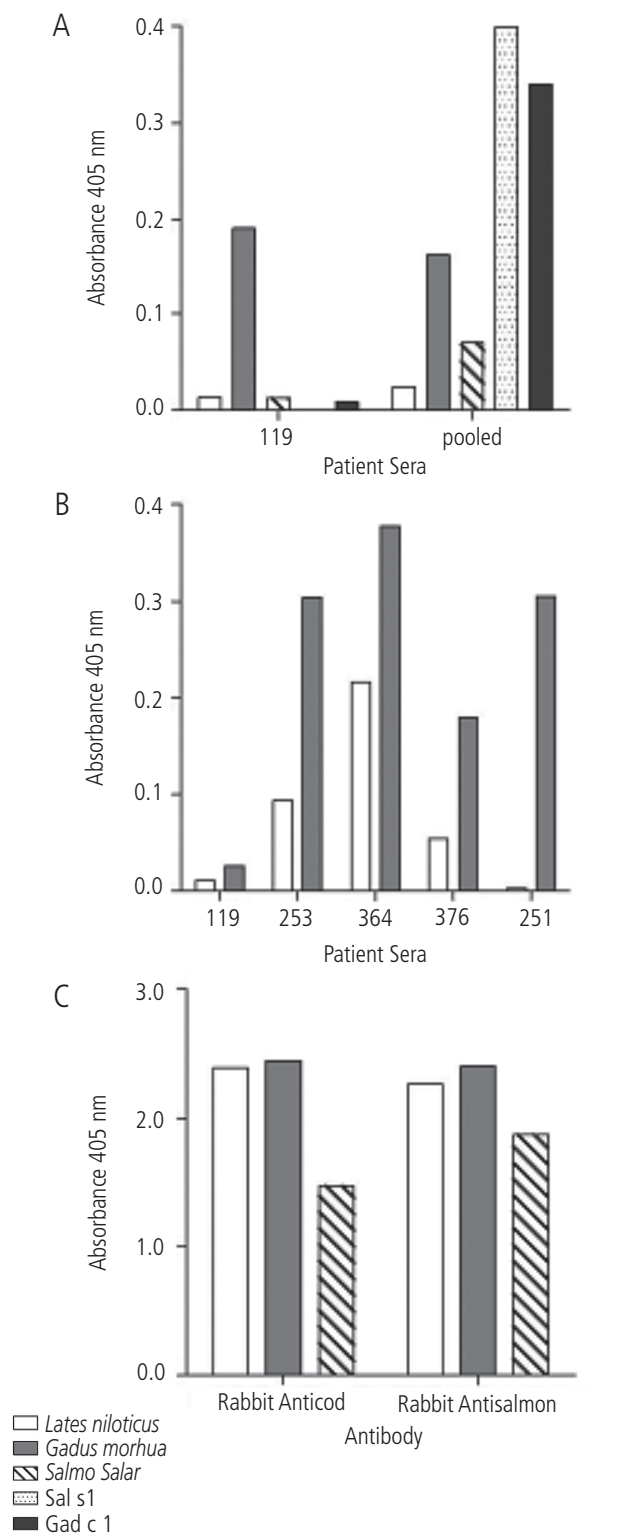 A
0.4
0.3
0.2
0.1
0.0
Absorbance 405 nm
119 pooled
Patient Sera
B
0.4
0.3
0.2
0.1
0.0
Absorbance 405 nm
119 253 364 376 251
Patient Sera
C
3.0
2.0
1.0
0.0
Absorbance 405 nm
Rabbit Anticod Rabbit Antisalmon
Antibody
Lates niloticus
Gadus morhua
Salmo Salar
Sal s1
Gad c 1